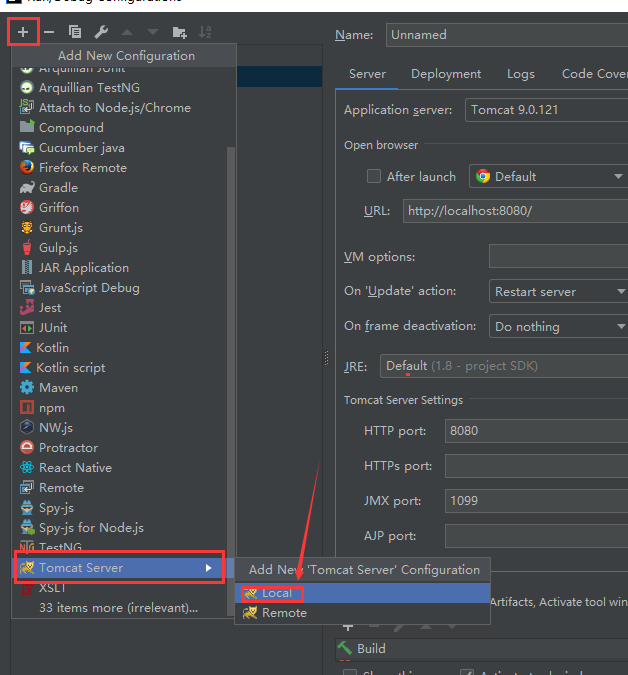 Run/Debug Configurations
Add New Configuration
Arquillian JUnit
Arquillian TestNG
Attach to Node.js/Chrome
Compound
Cucumber java
Firefox Remote
Gradle
Griffon
Grunt.js
Gulp.js
JAR Application
JavaScript Debug
Jest
JUnit
Kotlin
Kotlin script
Maven
npm
NW.js
Protractor
React Native
Remote
Spy-js
Spy-js for Node.js
TestNG
Tomcat Server
XSLT
33 items more (irrelevant)...
Add New 'Tomcat Server' Configuration
Local
Remote
Name: Unnamed
Server Deployment Logs Code Cover
Application server: Tomcat 9.0.121
Open browser
After launch Default
URL: http://localhost:8080/
VM options:
On 'Update' action: Restart server
On frame deactivation: Do nothing
JRE: Default (1.8 - project SDK)
Tomcat Server Settings
HTTP port: 8080
HTTPs port:
JMX port: 1099
AJP port:
Artifacts, Activate tool win
Build